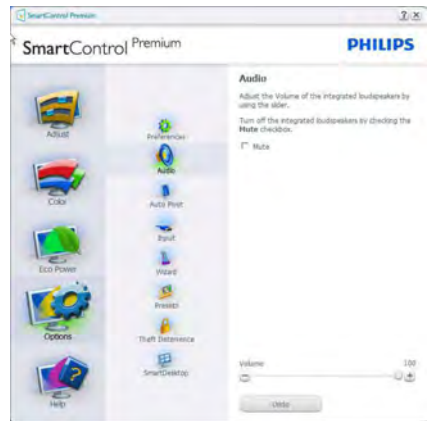 SmartControl Premium
SmartControl Premium
PHILIPS
Adjust
Color
Eco Power
Options
Help
Preferences
Audio
Auto Pivot
Input
Wizard
Presets
Theft Deterrence
SmartDesktop
Audio
Adjust the Volume of the integrated loudspeakers by
using the slider.
Turn off the integrated loudspeakers by checking the
Mute checkbox.
Mute
Volume
100
Undo